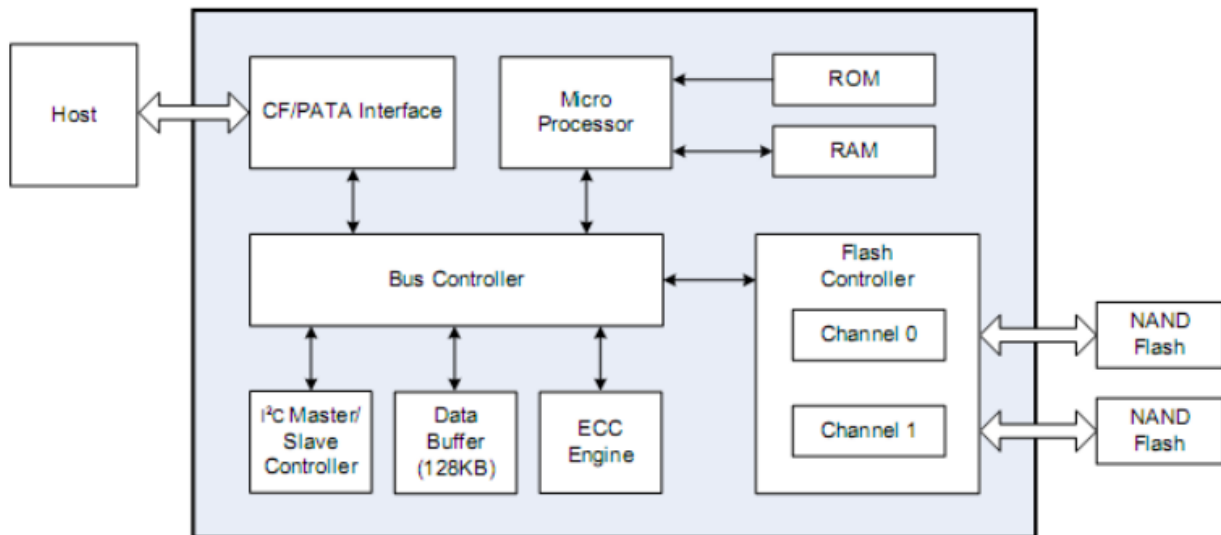 Host
CF/PATA Interface
Micro
Processor
ROM
RAM
Bus Controller
Flash
Controller
Channel 0
Channel 1
NAND
Flash
NAND
Flash
I²C Master/
Slave
Controller
Data
Buffer
(128KB)
ECC
Engine